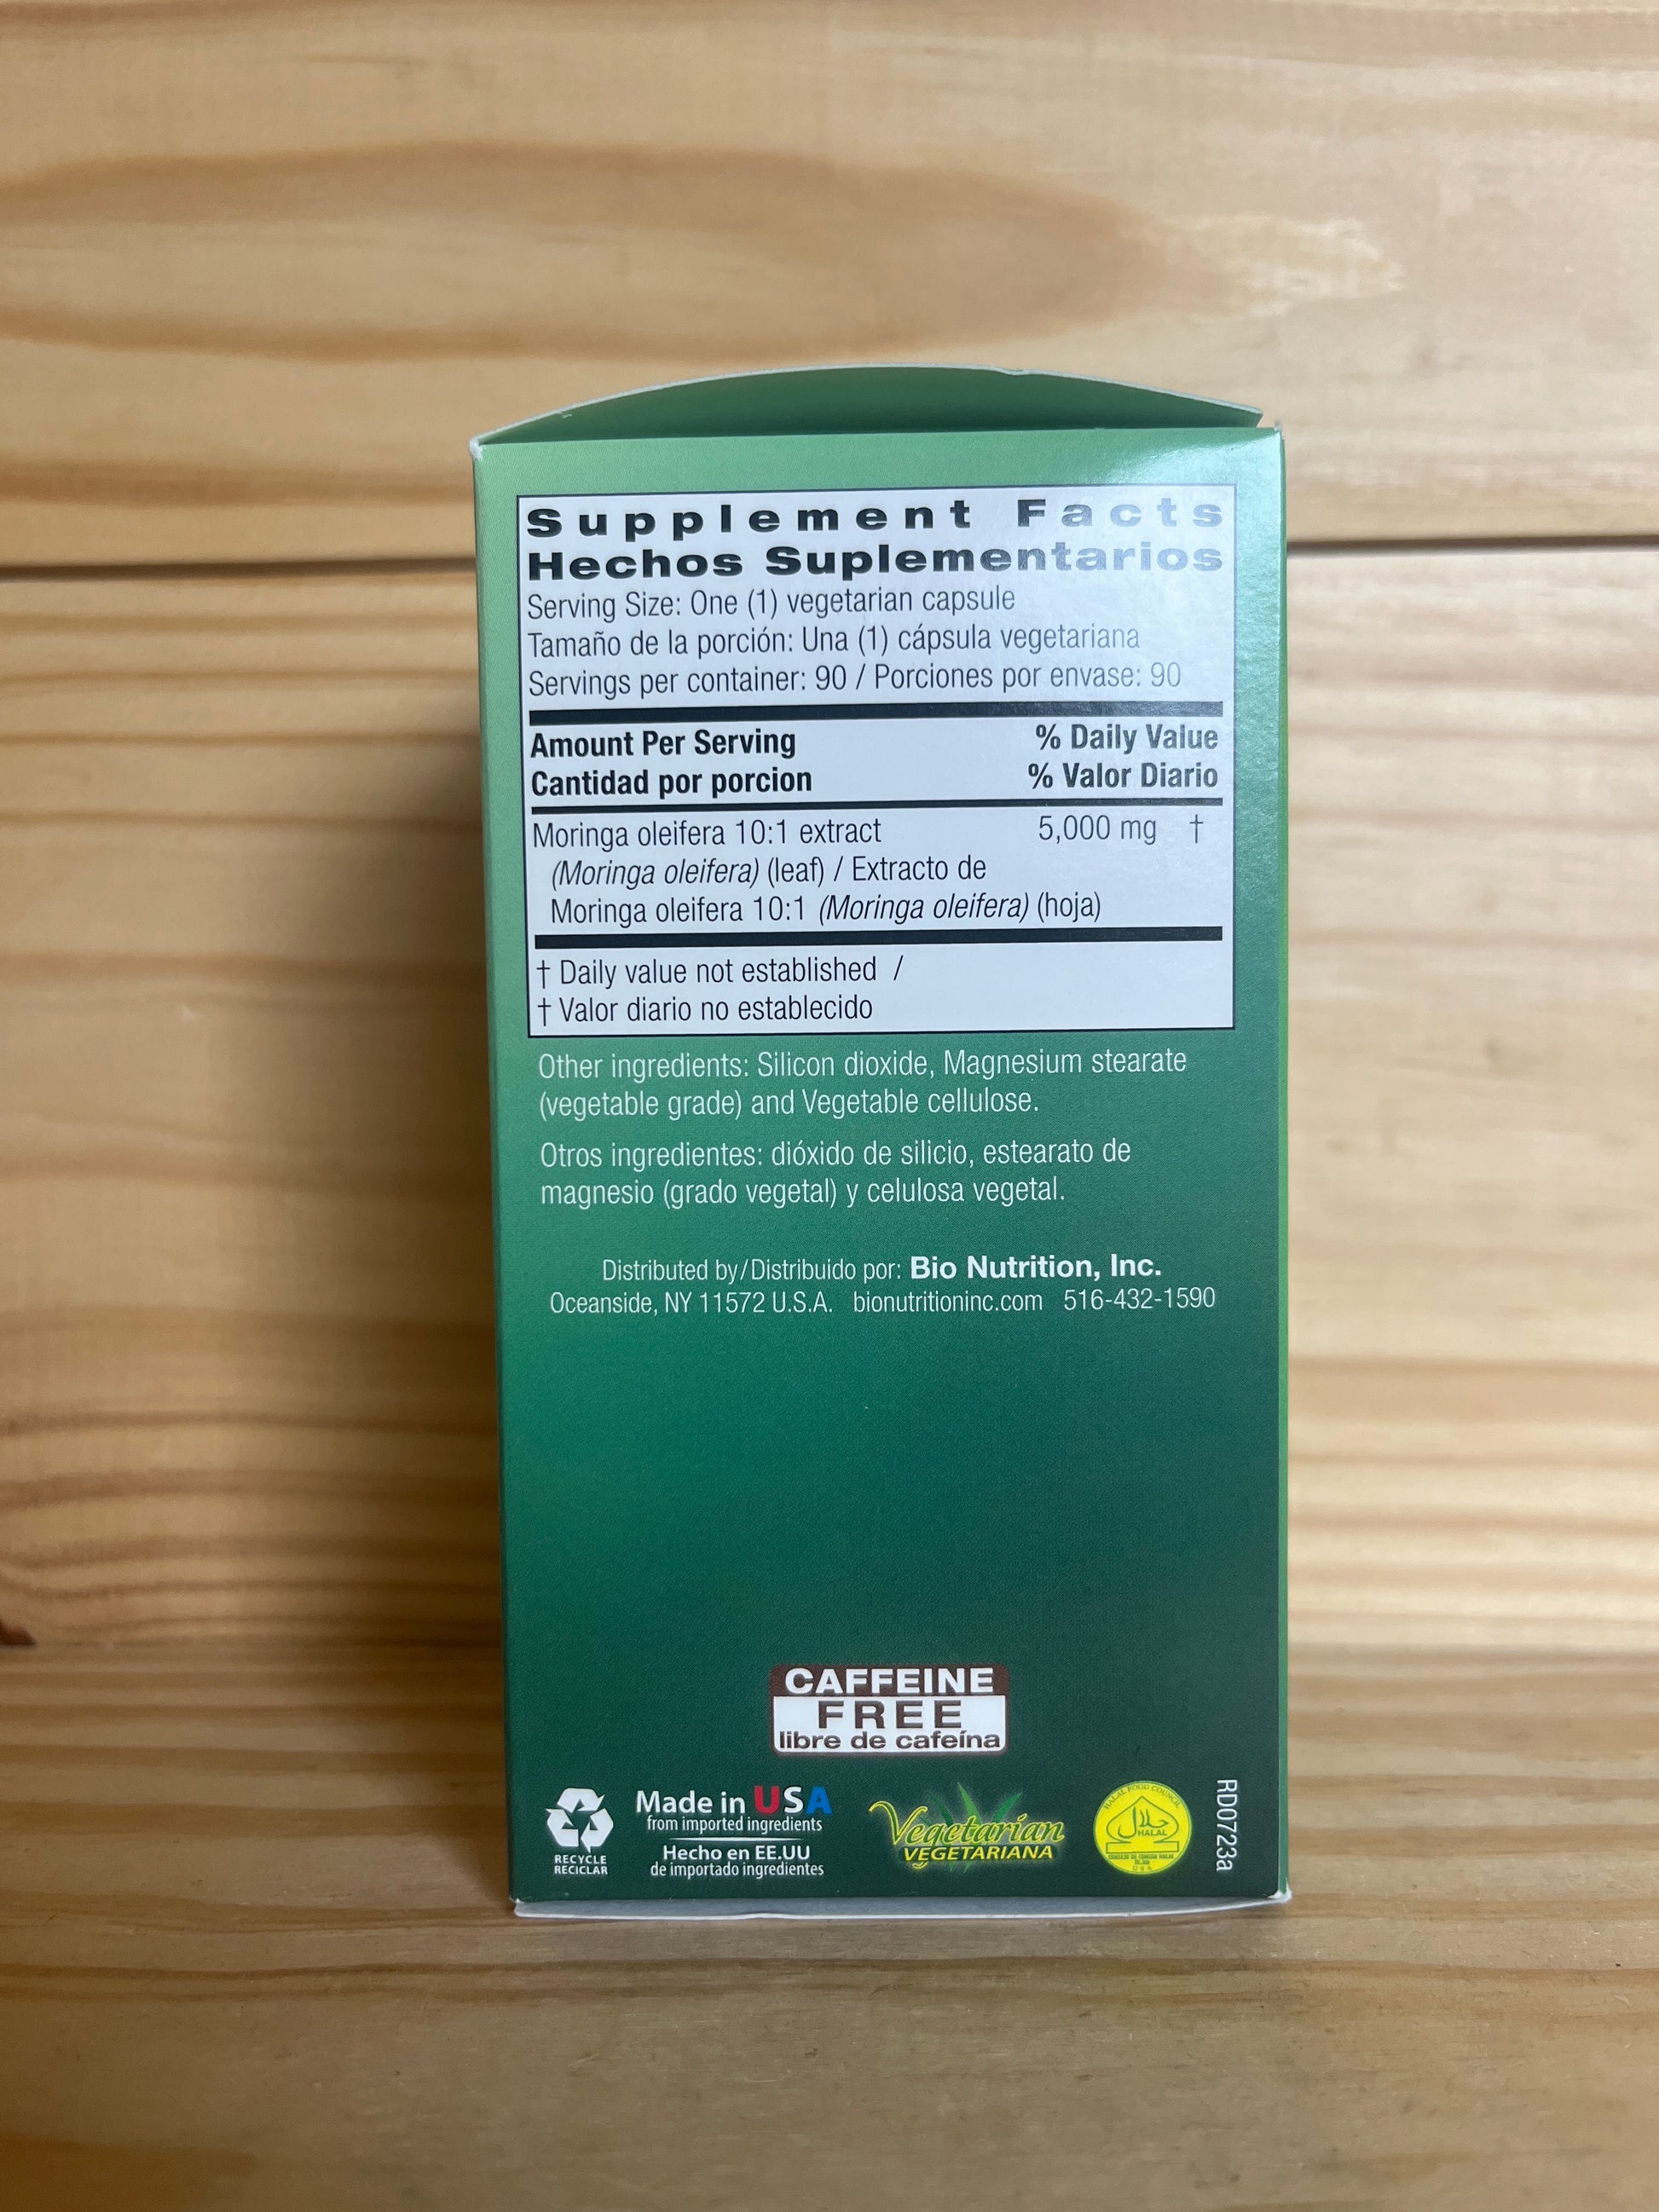 Supplement Facts
Hechos Suplementarios
Serving Size: One (1) vegetarian capsule
Tamaño de la porción: Una (1) cápsula vegetariana
Servings per container: 90 / Porciones por envase: 90
Amount Per Serving % Daily Value
Cantidad por porcion % Valor Diario
Moringa oleifera 10:1 extract 5,000 mg †
(Moringa oleifera) (leaf) / Extracto de
Moringa oleifera 10:1 (Moringa oleifera) (hoja)
† Daily value not established /
† Valor diario no establecido
Other ingredients: Silicon dioxide, Magnesium stearate
(vegetable grade) and Vegetable cellulose.
Otros ingredientes: dióxido de silicio, estearato de
magnesio (grado vegetal) y celulosa vegetal.
Distributed by/Distribuido por: Bio Nutrition, Inc.
Oceanside, NY 11572 U.S.A. bionutritioninc.com 516-432-1590
CAFFEINE
FREE
libre de cafeína
RECYCLE
RECICLAR
Made in USA
from imported ingredients
Hecho en EE.UU
de importado ingredientes
Vegetarian
VEGETARIANA
HALAL FOOD COUNCIL
حلال
HALAL
USA
RD0723a